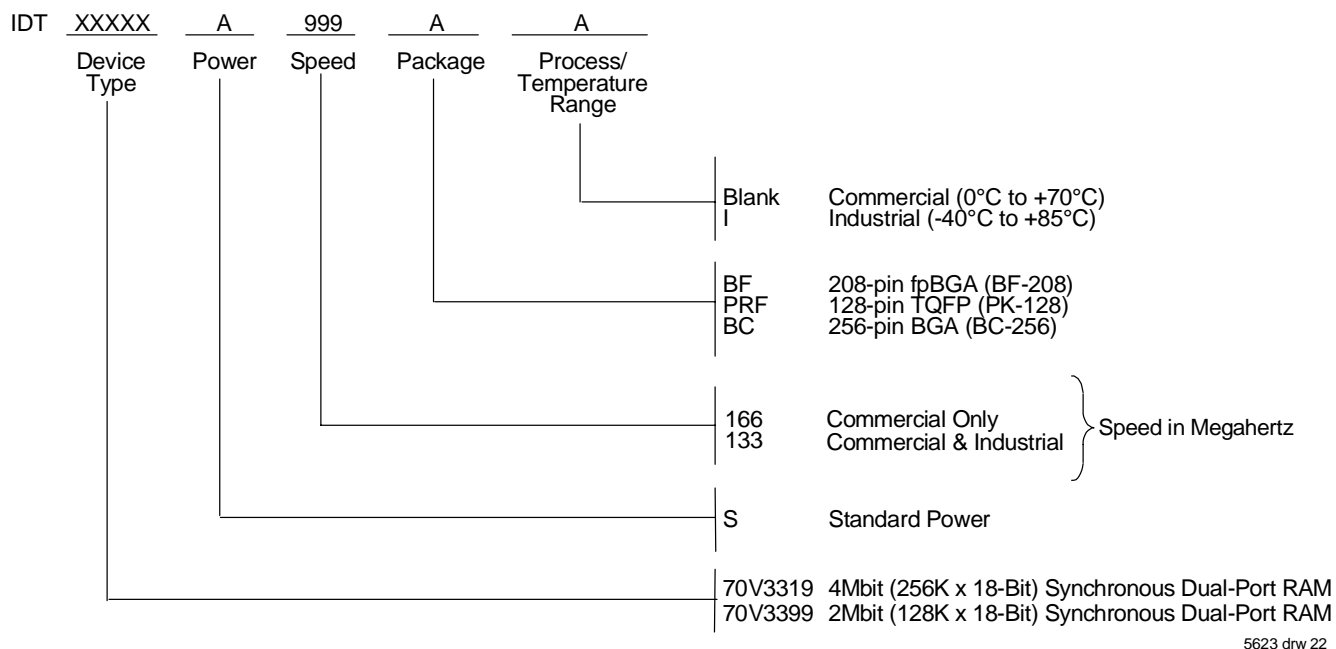 IDT XXXXX A 999 A A
Device Type Power Speed Package Process/ Temperature Range
Blank Commercial (0°C to +70°C)
I Industrial (-40°C to +85°C)
BF 208-pin fpBGA (BF-208)
PRF 128-pin TQFP (PK-128)
BC 256-pin BGA (BC-256)
166 Commercial Only
133 Commercial & Industrial
Speed in Megahertz
S Standard Power
70V3319 4Mbit (256K x 18-Bit) Synchronous Dual-Port RAM
70V3399 2Mbit (128K x 18-Bit) Synchronous Dual-Port RAM
5623 drw 22